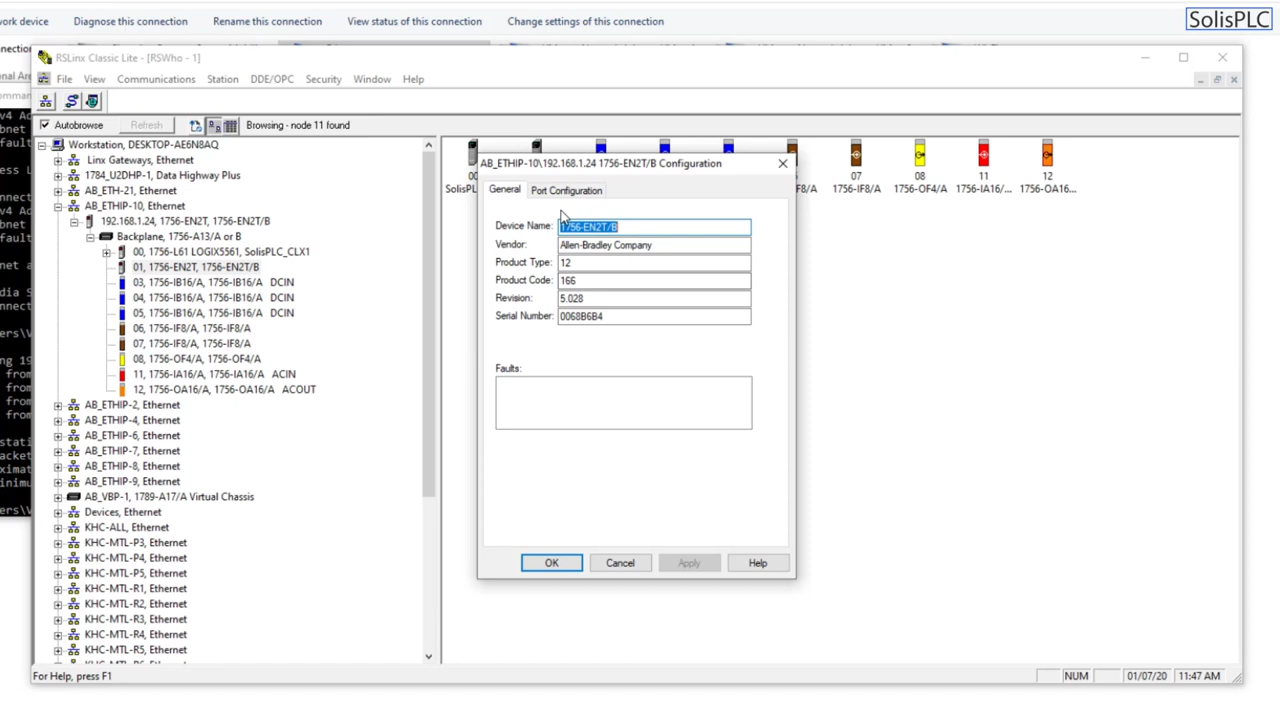 ork device
Diagnose this connection
Rename this connection
View status of this connection
Change settings of this connection
SolisPLC
RSLinx Classic Lite - [RSWho - 1]
File View Communications Station DDE/OPC Security Window Help
Autobrowse
Refresh
Browsing - node 11 found
Workstation, DESKTOP-AE6N8AQ
Linx Gateways, Ethernet
1784_U2DHP-1, Data Highway Plus
AB_ETH-21, Ethernet
AB_ETHIP-10, Ethernet
192.168.1.24, 1756-EN2T, 1756-EN2T/B
Backplane, 1756-A13/A or B
00, 1756-L61 LOGIX5561, SolisPLC_CLX1
01, 1756-EN2T, 1756-EN2T/B
03, 1756-IB16/A, 1756-IB16/A DCIN
04, 1756-IB16/A, 1756-IB16/A DCIN
05, 1756-IB16/A, 1756-IB16/A DCIN
06, 1756-IF8/A, 1756-IF8/A
07, 1756-IF8/A, 1756-IF8/A
08, 1756-OF4/A, 1756-OF4/A
11, 1756-IA16/A, 1756-IA16/A ACIN
12, 1756-OA16/A, 1756-OA16/A ACOUT
AB_ETHIP-2, Ethernet
AB_ETHIP-4, Ethernet
AB_ETHIP-6, Ethernet
AB_ETHIP-7, Ethernet
AB_ETHIP-8, Ethernet
AB_ETHIP-9, Ethernet
AB_VBP-1, 1789-A17/A Virtual Chassis
Devices, Ethernet
KHC-ALL, Ethernet
KHC-MTL-P3, Ethernet
KHC-MTL-P4, Ethernet
KHC-MTL-P5, Ethernet
KHC-MTL-R1, Ethernet
KHC-MTL-R2, Ethernet
KHC-MTL-R3, Ethernet
KHC-MTL-R4, Ethernet
KHC-MTL-R5, Ethernet
07 08 11 12
1756-IF8/A 1756-OF4/A 1756-IA16/... 1756-OA16...
AB_ETHIP-10\192.168.1.24 1756-EN2T/B Configuration
General Port Configuration
Device Name: 1756-EN2T/B
Vendor: Allen-Bradley Company
Product Type: 12
Product Code: 166
Revision: 5.028
Serial Number: 0068B6B4
Faults:
OK Cancel Apply Help
For Help, press F1
NUM 01/07/20 11:47 AM